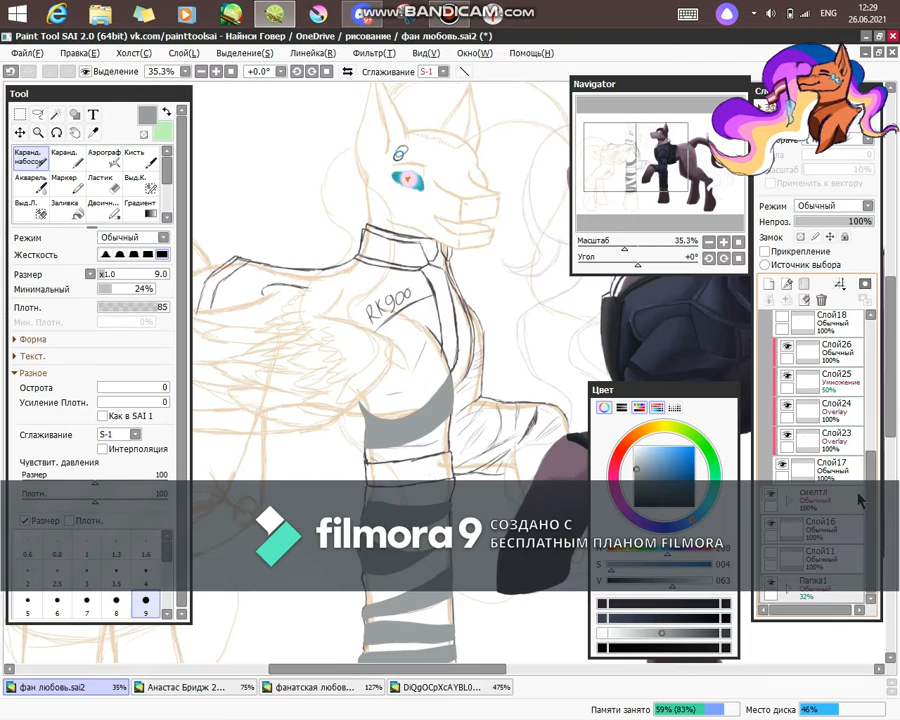 www.BANDICAM.com
ENG
12:29
26.06.2021
Paint Tool SAI 2.0 (64bit) vk.com/painttoolsai - Найнси Говер / OneDrive / рисование / фан любовь.sai2 (*)
Файл(F) Правка(E) Холст(C) Слой(L) Выделение(S) Линейка(R) Фильтр(T) Вид(V) Окно(W) Помощь(H)
Выделение 35.3% +0.0° Сглаживание S-1
Tool
T
Каранд. набосок Каранд. Аэрограф Кисть
Акварель Маркер Ластик Выд.К.
Выд.Л. Заливка Двоичн... Градиент
Режим Обычный
Жесткость
Размер x1.0 9.0
Минимальный 24%
Плотн. 85
Мин. Плотн. 0%
Форма
Текст.
Разное
Острота 0
Усиление Плотн. 0
Как в SAI 1
Сглаживание S-1
Интерполяция
Чувствит. давления
Размер 100
Плотн. 100
Размер Плотн.
0.6 0.8 1 1.3 1.6
2 2.5 3 3.5 4
5 6 7 8 9
RK900
Navigator
Масштаб 35.3%
Угол +0°
Цвет
S 004
V 063
0
Масштаб 10%
Применить к вектору
Режим Обычный
Непроз. 100%
Замок
Прикрепление
Источник выбора
Слой18
Обычный
100%
Слой26
Обычный
100%
Слой25
Умножение
50%
Слой24
Overlay
100%
Слой23
Overlay
100%
Слой17
Обычный
100%
Обычный
100%
Слой16
Обычный
100%
Слой11
Обычный
100%
Папка1
32%
filmora9
СОЗДАНО С
БЕСПЛАТНЫМ ПЛАНОМ FILMORA
фан любовь.sai2 35% Анастас Бридж 2... 75% фанатская любов... 127% DiQgOCpXcAYBL0... 475%
Памяти занято 59% (83%) Место диска 46%